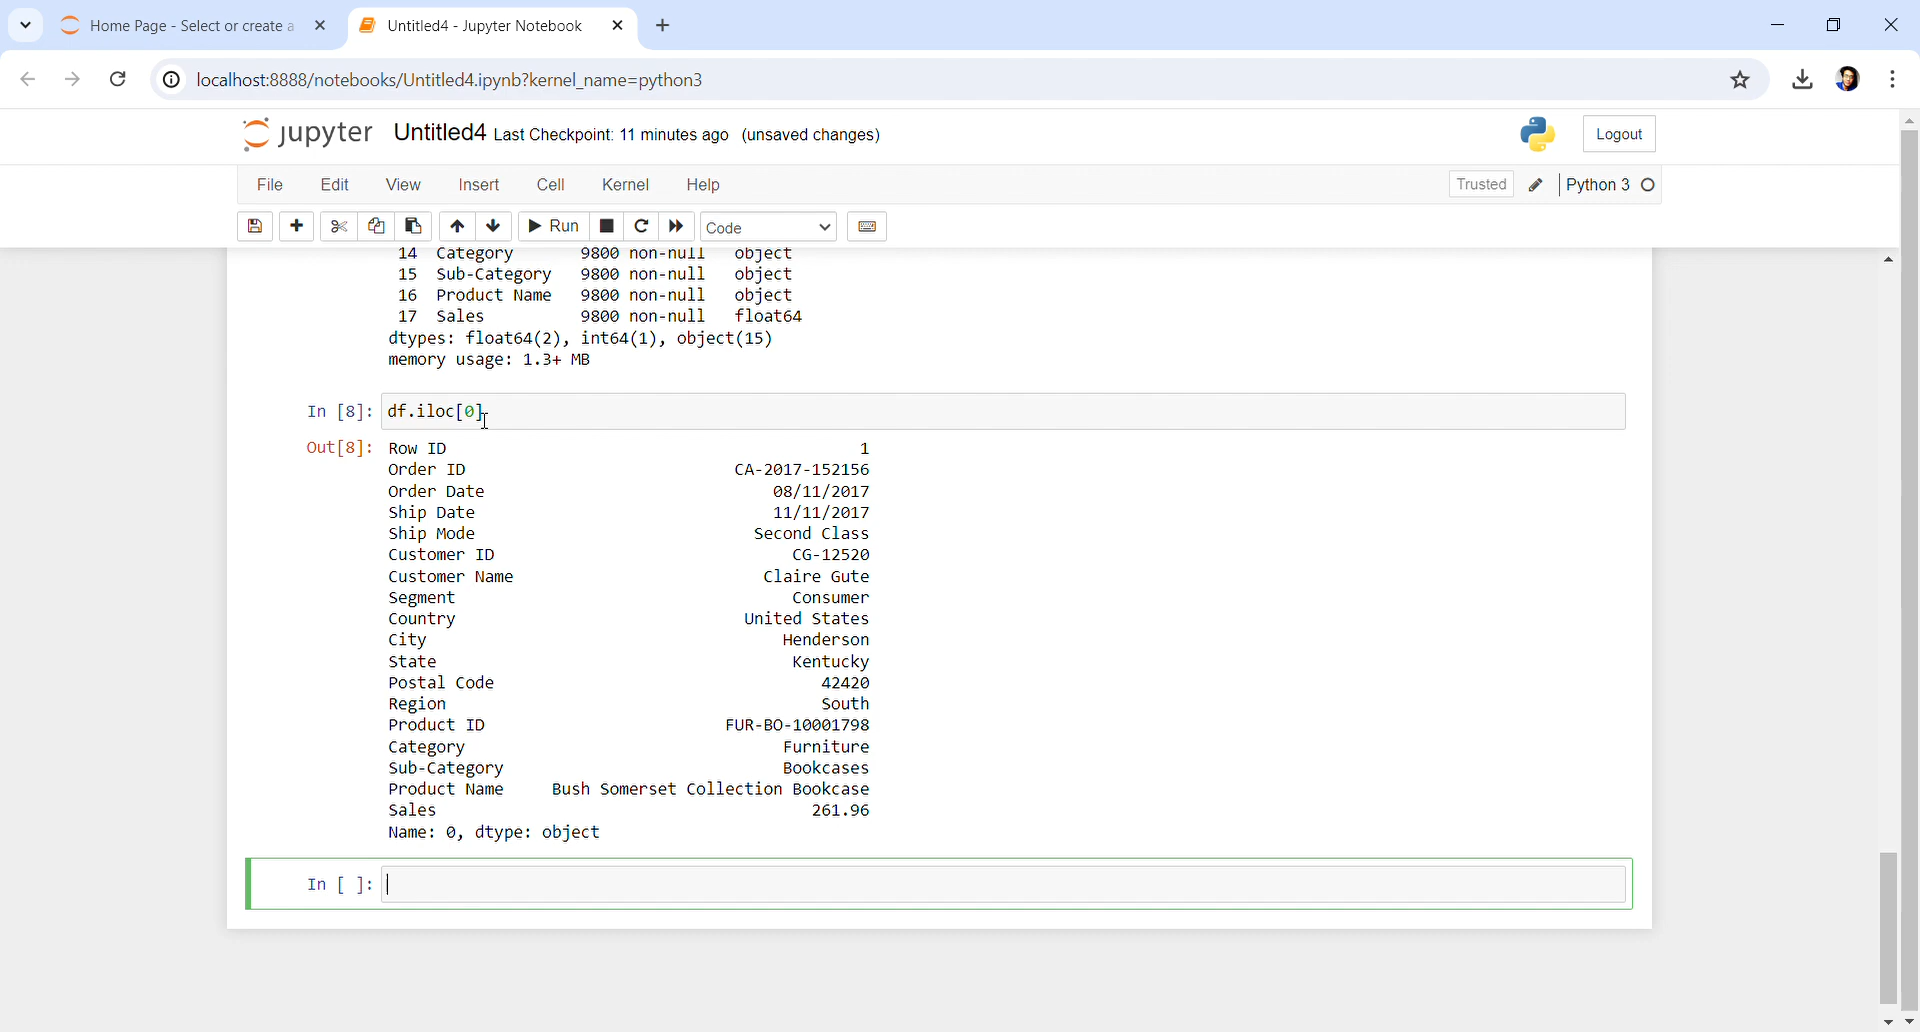 Home Page - Select or create a
Untitled4 - Jupyter Notebook
localhost:8888/notebooks/Untitled4.ipynb?kernel_name=python3
jupyter Untitled4 Last Checkpoint: 11 minutes ago (unsaved changes)
Logout
File Edit View Insert Cell Kernel Help
Trusted Python 3
Run Code
14 Category 9800 non-null object
15 Sub-Category 9800 non-null object
16 Product Name 9800 non-null object
17 Sales 9800 non-null float64
dtypes: float64(2), int64(1), object(15)
memory usage: 1.3+ MB
In [8]: df.iloc[0]
Out[8]: Row ID 1
Order ID CA-2017-152156
Order Date 08/11/2017
Ship Date 11/11/2017
Ship Mode Second Class
Customer ID CG-12520
Customer Name Claire Gute
Segment Consumer
Country United States
City Henderson
State Kentucky
Postal Code 42420
Region South
Product ID FUR-BO-10001798
Category Furniture
Sub-Category Bookcases
Product Name Bush Somerset Collection Bookcase
Sales 261.96
Name: 0, dtype: object
In [ ]: